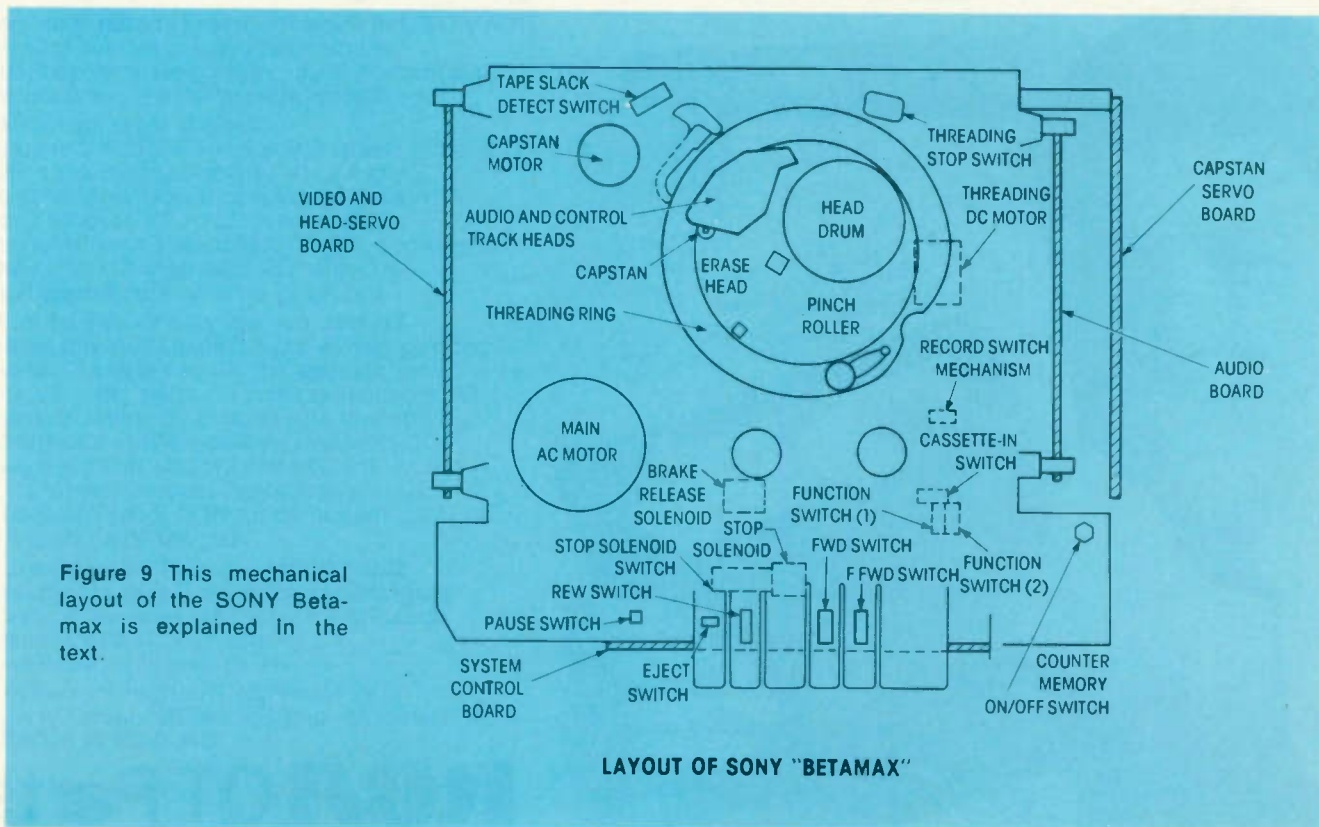 TAPE SLACK
DETECT SWITCH
CAPSTAN
MOTOR
VIDEO AND
HEAD-SERVO
BOARD
AUDIO AND CONTROL
TRACK HEADS
CAPSTAN
THREADING RING
HEAD
DRUM
ERASE
HEAD
PINCH
ROLLER
THREADING
STOP SWITCH
THREADING
DC MOTOR
CAPSTAN
SERVO
BOARD
RECORD SWITCH
MECHANISM
AUDIO
BOARD
MAIN
AC MOTOR
CASSETTE-IN
SWITCH
BRAKE
RELEASE
SOLENOID
FUNCTION
SWITCH (1)
STOP
SOLENOID
STOP SOLENOID
SWITCH
FWD SWITCH
F FWD SWITCH
FUNCTION
SWITCH (2)
REW SWITCH
PAUSE SWITCH
SYSTEM
CONTROL
BOARD
EJECT
SWITCH
COUNTER
MEMORY
ON/OFF SWITCH
Figure 9 This mechanical
layout of the SONY Beta-
max is explained in the
text.
LAYOUT OF SONY "BETAMAX"